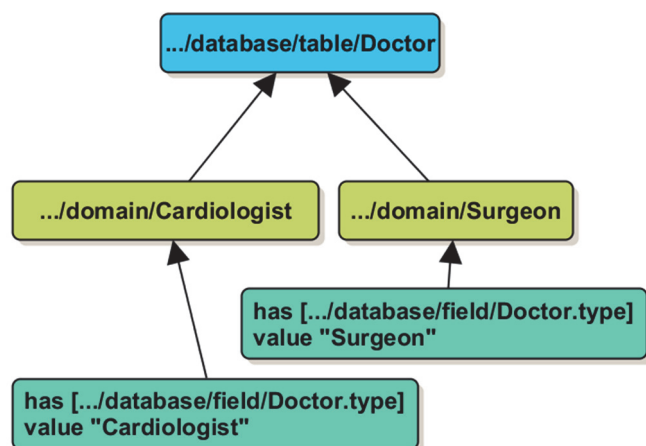 .../database/table/Doctor
.../domain/Cardiologist
.../domain/Surgeon
has [.../database/field/Doctor.type]
value "Surgeon"
has [.../database/field/Doctor.type]
value "Cardiologist"